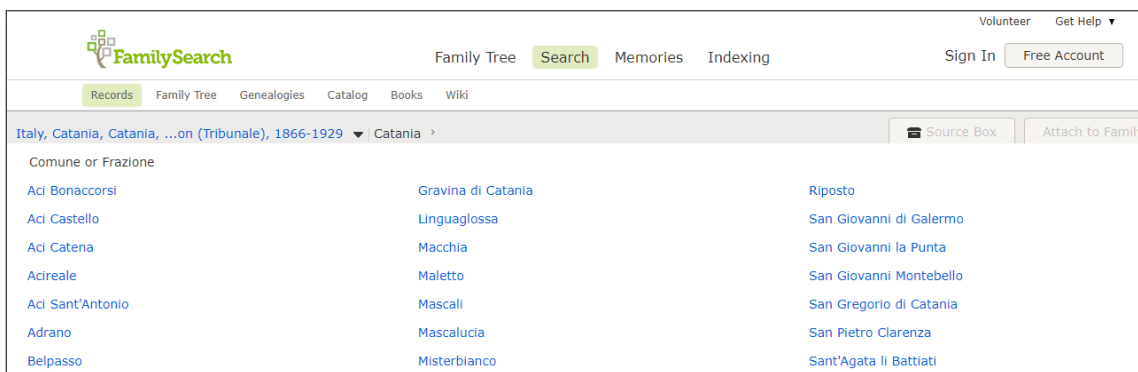 Volunteer Get Help ▼
FamilySearch
Family Tree Search Memories Indexing
Sign In Free Account
Records Family Tree Genealogies Catalog Books Wiki
Italy, Catania, Catania, ...on (Tribunale), 1866-1929 ▼ Catania ›
Source Box Attach to Famil
Comune or Frazione
Aci Bonaccorsi Gravina di Catania Riposto
Aci Castello Linguaglossa San Giovanni di Galermo
Aci Catena Macchia San Giovanni la Punta
Acireale Maletto San Giovanni Montebello
Aci Sant'Antonio Mascali San Gregorio di Catania
Adrano Mascalucia San Pietro Clarenza
Belpasso Misterbianco Sant'Agata li Battiati